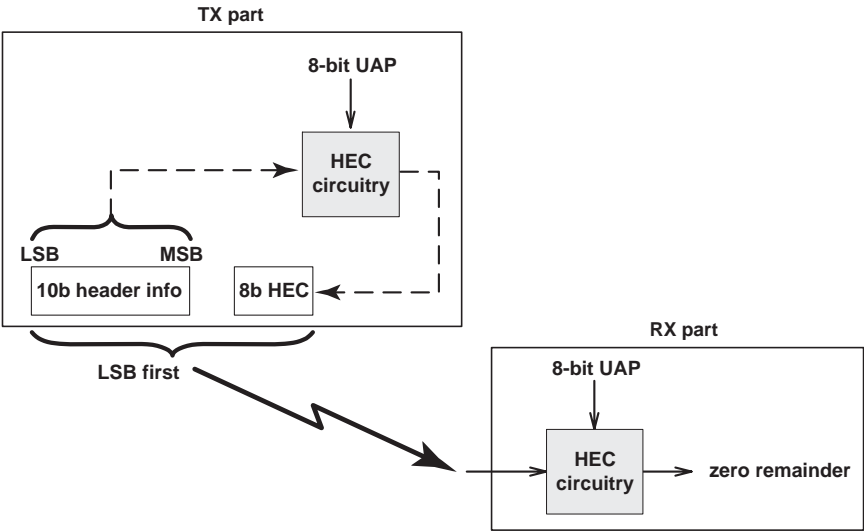 TX part
8-bit UAP
HEC
circuitry
LSB
MSB
10b header info
8b HEC
LSB first
RX part
8-bit UAP
HEC
circuitry
zero remainder